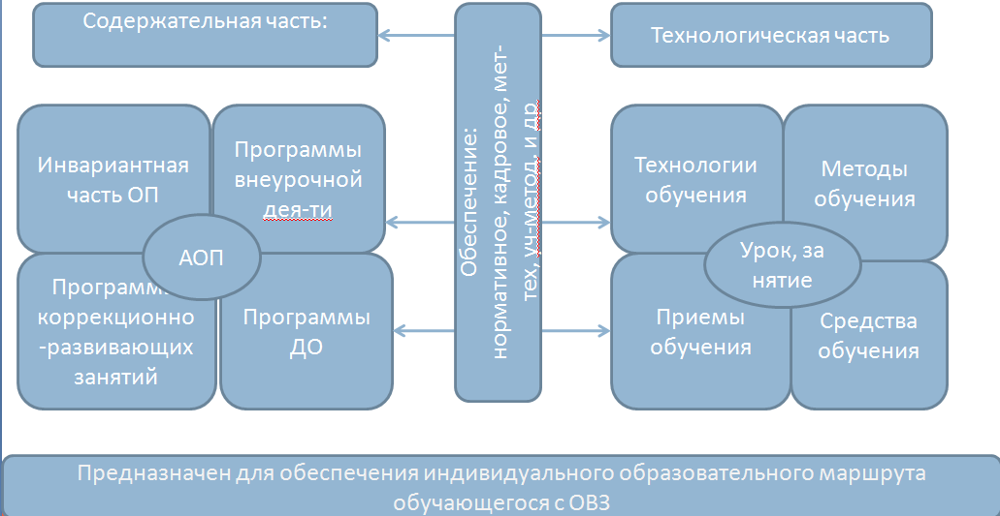 Содержательная часть:
Технологическая часть
Обеспечение:
нормативное, кадровое, мет-
тех, уч-метод, и др
Инвариантная
часть ОП
Программы
внеурочной
дея-ти
АОП
Программ
коррекционно
-развивающих
занятий
Программы
ДО
Технологии
обучения
Методы
обучения
Урок, за
нятие
Приемы
обучения
Средства
обучения
Предназначен для обеспечения индивидуального образовательного маршрута
обучающегося с ОВЗ